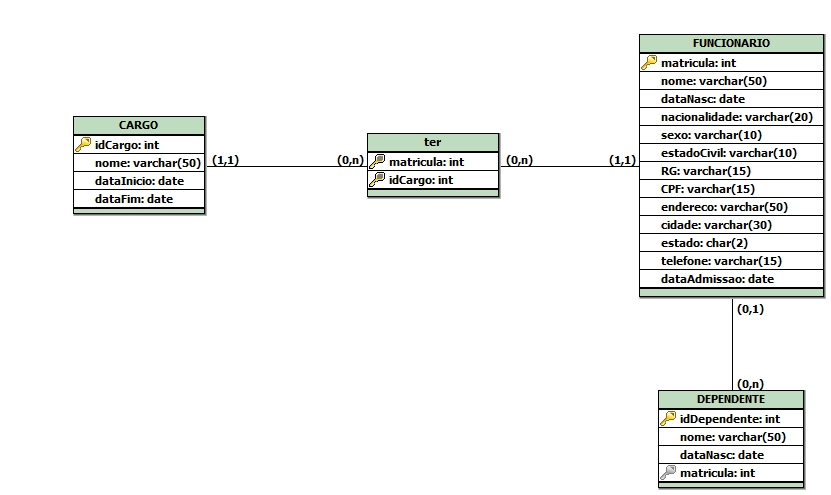 CARGO
idCargo: int
nome: varchar(50)
dataInicio: date
dataFim: date
(1,1)
(0,n)
ter
matricula: int
idCargo: int
(0,n)
(1,1)
FUNCIONARIO
matricula: int
nome: varchar(50)
dataNasc: date
nacionalidade: varchar(20)
sexo: varchar(10)
estadoCivil: varchar(10)
RG: varchar(15)
CPF: varchar(15)
endereco: varchar(50)
cidade: varchar(30)
estado: char(2)
telefone: varchar(15)
dataAdmissao: date
(0,1)
(0,n)
DEPENDENTE
idDependente: int
nome: varchar(50)
dataNasc: date
matricula: int